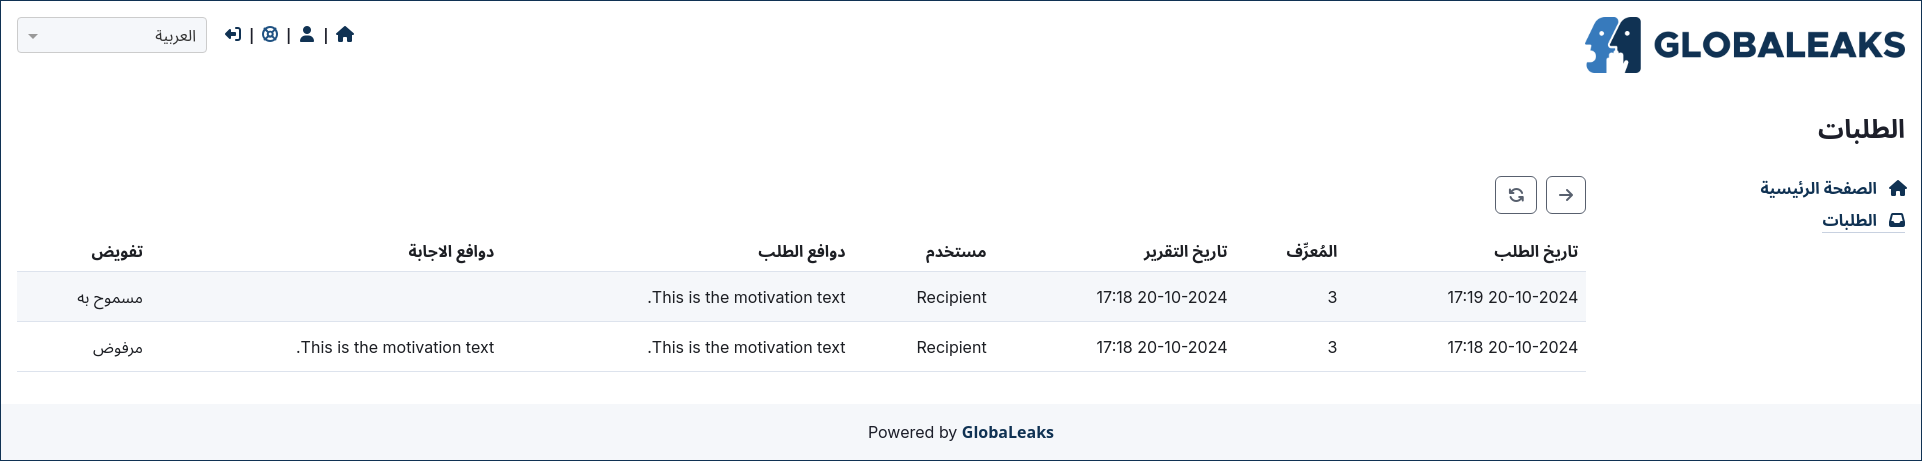 GLOBALEAKS
| | |
العربية
الطلبات
الصفحة الرئيسية
الطلبات
تاريخ الطلب المُعرِّف تاريخ التقرير مستخدم دوافع الطلب دوافع الاجابة تفويض
17:19 20-10-2024 3 17:18 20-10-2024 Recipient .This is the motivation text مسموح به
17:18 20-10-2024 3 17:18 20-10-2024 Recipient .This is the motivation text .This is the motivation text مرفوض
Powered by GlobaLeaks